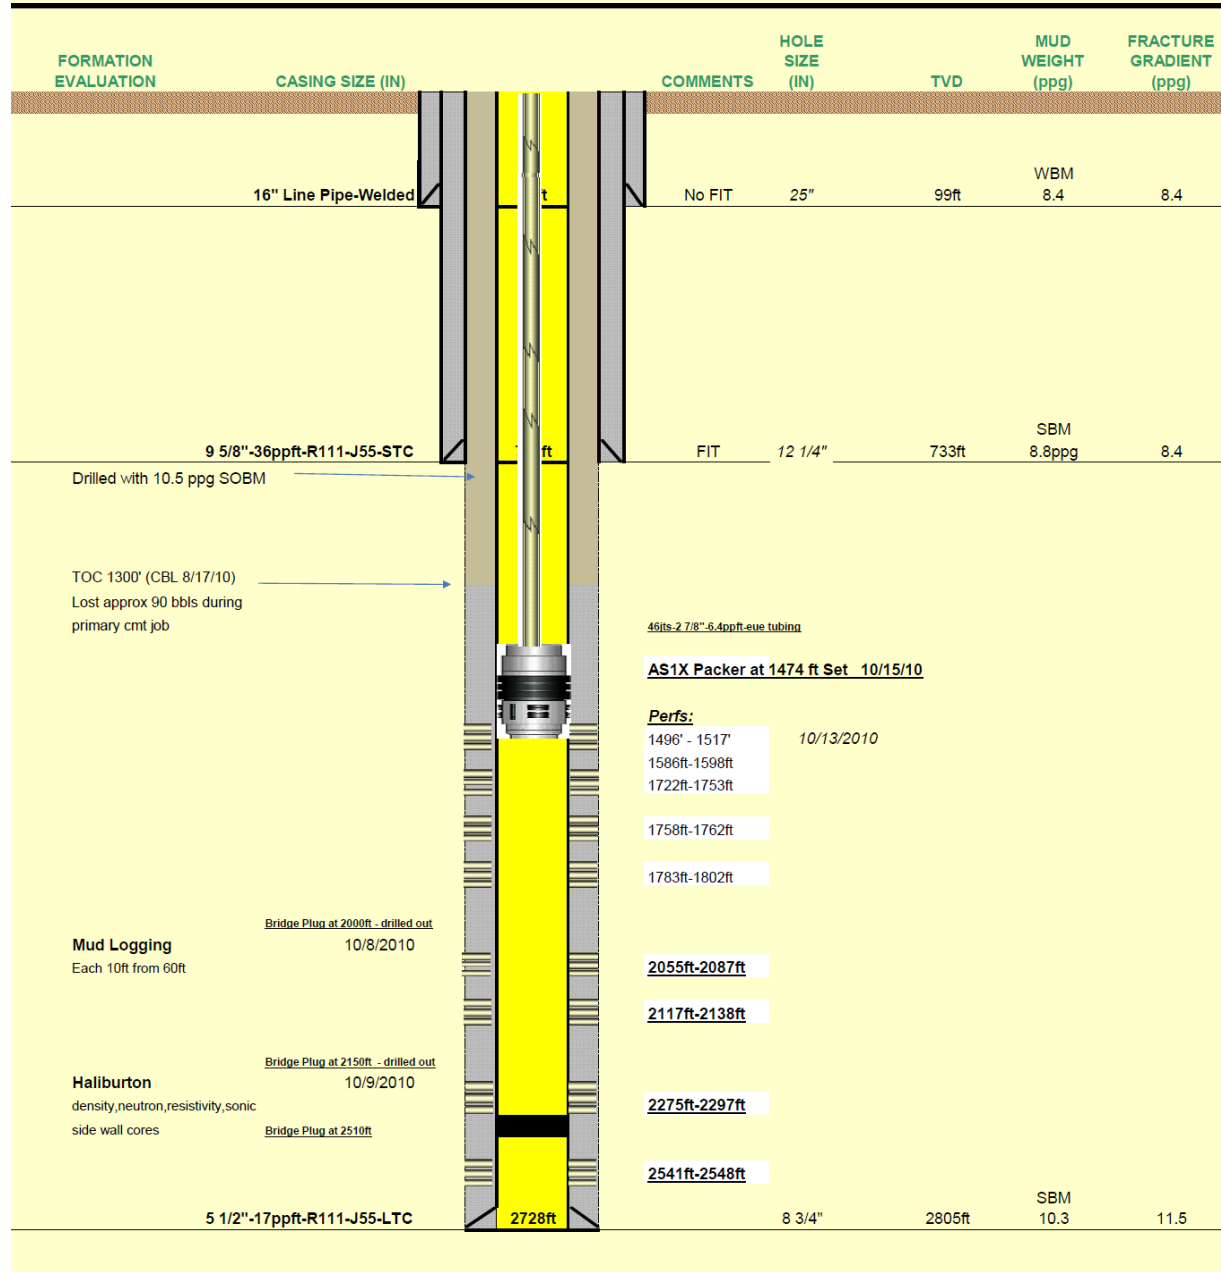 FORMATION EVALUATION
CASING SIZE (IN)
COMMENTS
HOLE SIZE (IN)
TVD
MUD WEIGHT (ppg)
FRACTURE GRADIENT (ppg)
WBM
16" Line Pipe-Welded ft No FIT 25" 99ft 8.4 8.4
SBM
9 5/8"-36ppft-R111-J55-STC ft FIT 12 1/4" 733ft 8.8ppg 8.4
Drilled with 10.5 ppg SOBM
TOC 1300' (CBL 8/17/10)
Lost approx 90 bbls during
primary cmt job
46jts-2 7/8"-6.4ppft-eue tubing
AS1X Packer at 1474 ft Set 10/15/10
Perfs:
1496' - 1517' 10/13/2010
1586ft-1598ft
1722ft-1753ft
1758ft-1762ft
1783ft-1802ft
Bridge Plug at 2000ft - drilled out
Mud Logging 10/8/2010
Each 10ft from 60ft
2055ft-2087ft
2117ft-2138ft
Bridge Plug at 2150ft - drilled out
Haliburton 10/9/2010
density,neutron,resistivity,sonic
2275ft-2297ft
side wall cores Bridge Plug at 2510ft
2541ft-2548ft
SBM
5 1/2"-17ppft-R111-J55-LTC 2728ft 8 3/4" 2805ft 10.3 11.5